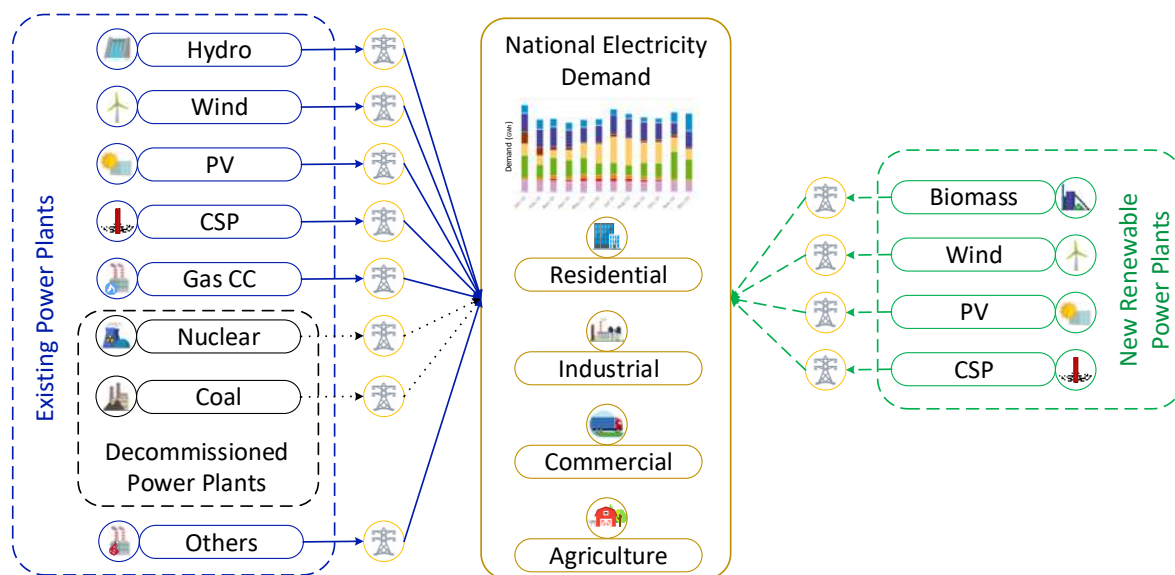 Existing Power Plants
Hydro
Wind
PV
CSP
Gas CC
Nuclear
Coal
Decommissioned
Power Plants
Others
National Electricity
Demand
Demand (GWh)
Residential
Industrial
Commercial
Agriculture
Biomass
Wind
PV
CSP
New Renewable
Power Plants